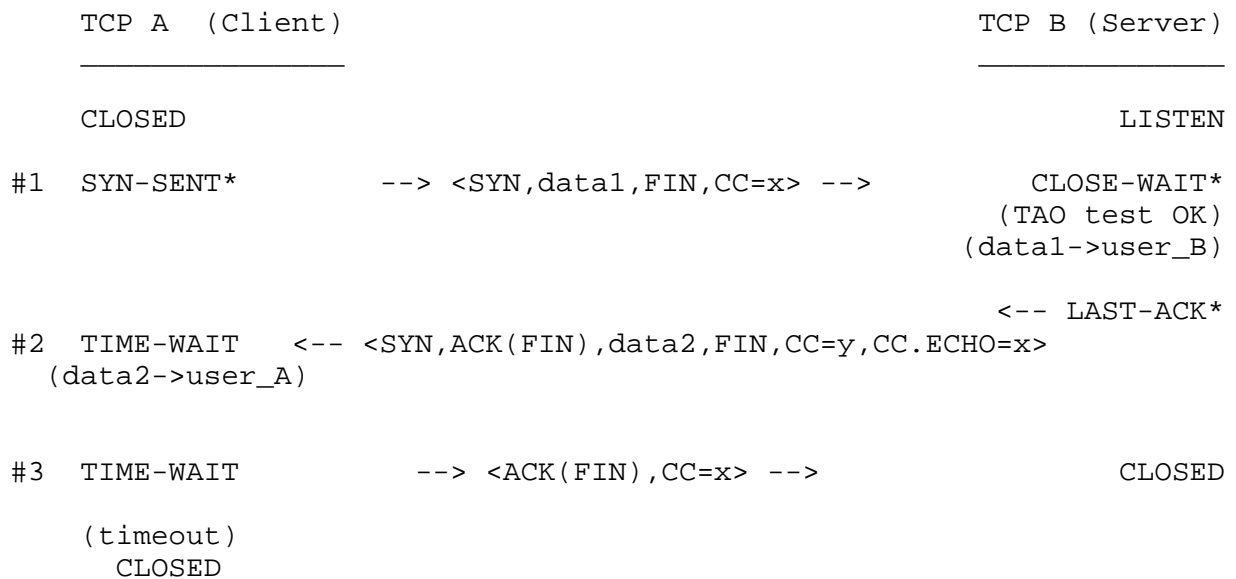 TCP A (Client) TCP B (Server)
_______________ ______________
CLOSED LISTEN
#1 SYN-SENT* --> <SYN,data1,FIN,CC=x> --> CLOSE-WAIT*
(TAO test OK)
(data1->user_B)
<-- LAST-ACK*
#2 TIME-WAIT <-- <SYN,ACK(FIN),data2,FIN,CC=y,CC.ECHO=x>
(data2->user_A)
#3 TIME-WAIT --> <ACK(FIN),CC=x> --> CLOSED
(timeout)
CLOSED